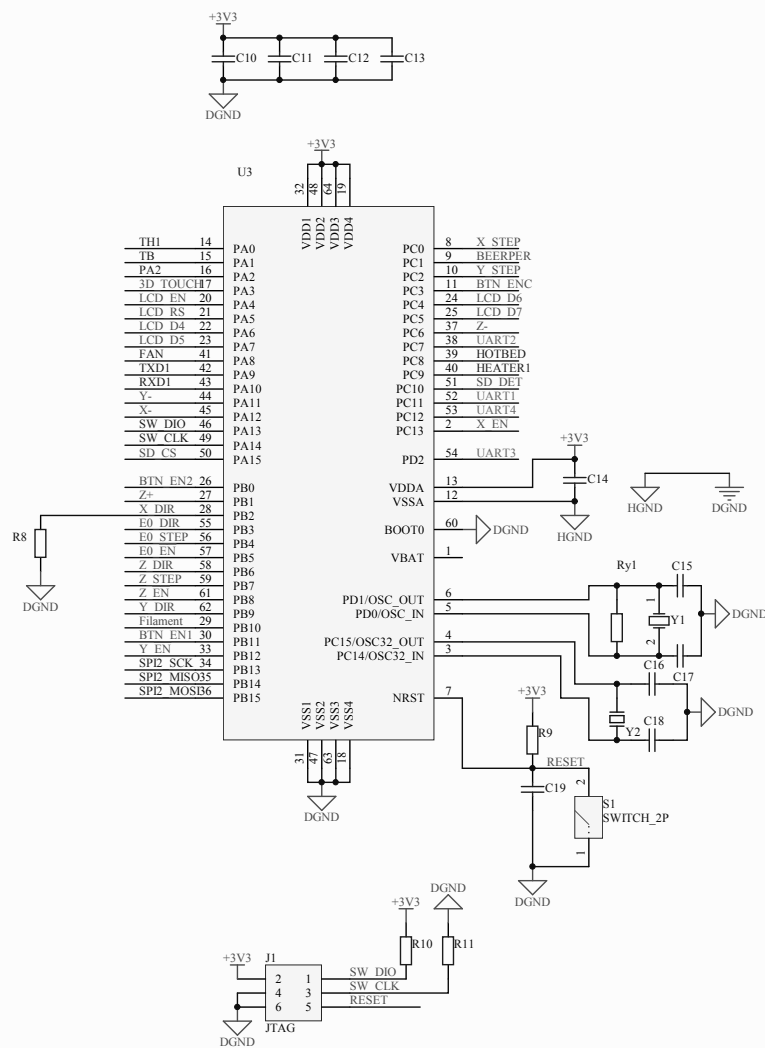 +3V3
C10 C11 C12 C13
DGND
+3V3
U3
32 48 64 19
VDD1 VDD2 VDD3 VDD4
TH1 14 PA0 PC0 8 X_STEP
TB 15 PA1 PC1 9 BEERPER
PA2 16 PA2 PC2 10 Y_STEP
3D_TOUCH 17 PA3 PC3 11 BTN_ENC
LCD_EN 20 PA4 PC4 24 LCD_D6
LCD_RS 21 PA5 PC5 25 LCD_D7
LCD_D4 22 PA6 PC6 37 Z-
LCD_D5 23 PA7 PC7 38 UART2
FAN 41 PA8 PC8 39 HOTBED
TXD1 42 PA9 PC9 40 HEATER1
RXD1 43 PA10 PC10 51 SD_DET
Y- 44 PA11 PC11 52 UART1
X- 45 PA12 PC12 53 UART4
SW_DIO 46 PA13 PC13 2 X_EN
SW_CLK 49 PA14
SD_CS 50 PA15 PD2 54 UART3
+3V3
BTN_EN2 26 PB0 VDDA 13 C14
Z+ 27 PB1 VSSA 12
X_DIR 28 PB2
HGND HGND DGND
E0_DIR 55 PB3 BOOT0 60 DGND
R8
E0_STEP 56 PB4
E0_EN 57 PB5 VBAT 1
Z_DIR 58 PB6
Z_STEP 59 PB7
DGND
Z_EN 61 PB8 PD1/OSC_OUT 6
Y_DIR 62 PB9 PD0/OSC_IN 5
Ry1 C15
1 Y1 2 DGND
Filament 29 PB10
BTN_EN1 30 PB11 PC15/OSC32_OUT 4
Y_EN 33 PB12 PC14/OSC32_IN 3
C16 C17
SPI2_SCK 34 PB13
SPI2_MISO 35 PB14
SPI2_MOSI 36 PB15 NRST 7
DGND
Y2 C18
VSS1 VSS2 VSS3 VSS4
31 47 63 18
DGND
+3V3
R9
RESET
C19
2
S1
SWITCH_2P
1
DGND
DGND
+3V3
R10 R11
J1
+3V3 2 1 SW_DIO
4 3 SW_CLK
6 5 RESET
JTAG
DGND